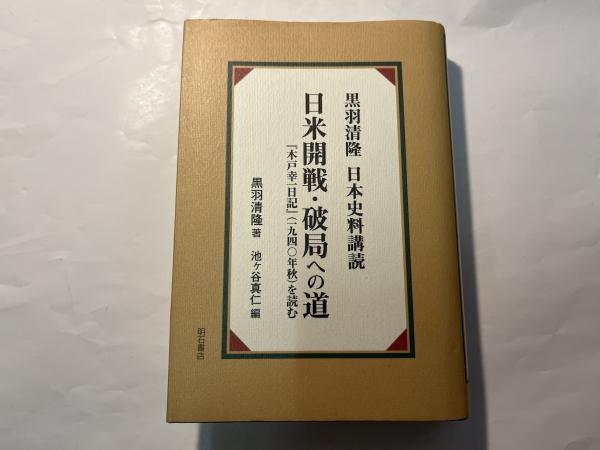 黒羽清隆 日本史料講読
日米開戦・破局への道
『木戸幸一日記』(一九四〇年秋)を読む
黒羽清隆 著 池ヶ谷真仁 編
明石書店